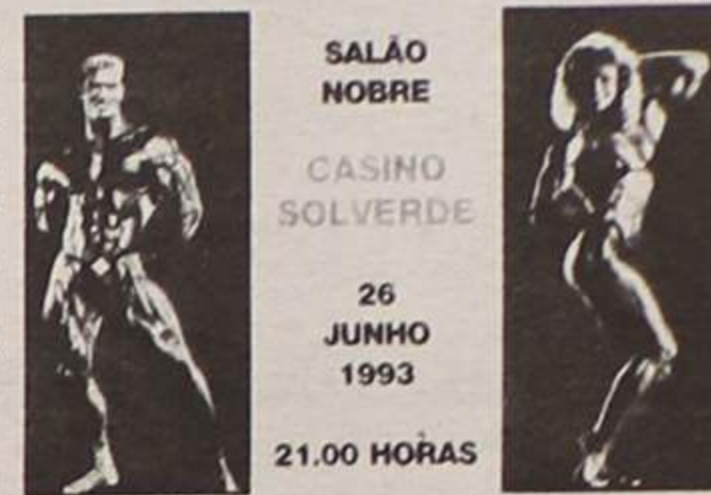 SALÃO
NOBRE
CASINO
SOLVERDE
26
JUNHO
1993
21.00 HORAS